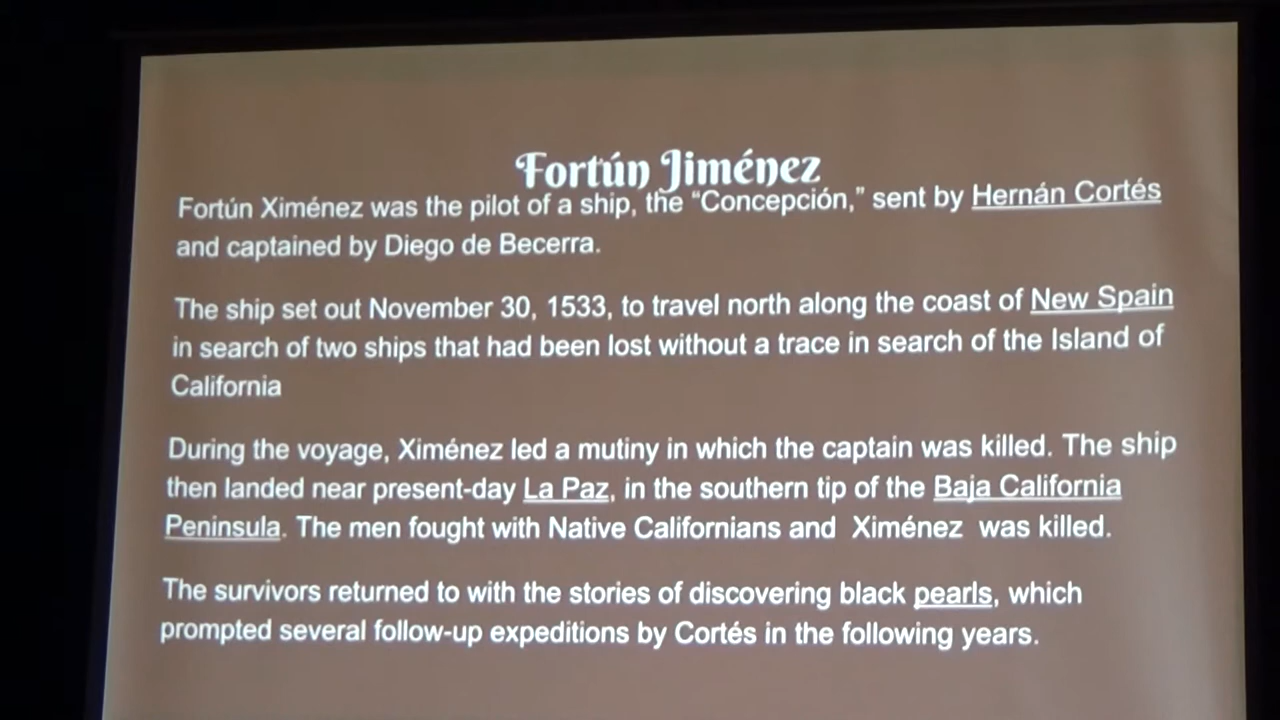 Fortún Jiménez
Fortún Ximénez was the pilot of a ship, the “Concepción,” sent by Hernán Cortés
and captained by Diego de Becerra.
The ship set out November 30, 1533, to travel north along the coast of New Spain
in search of two ships that had been lost without a trace in search of the Island of
California
During the voyage, Ximénez led a mutiny in which the captain was killed. The ship
then landed near present-day La Paz, in the southern tip of the Baja California
Peninsula. The men fought with Native Californians and Ximénez was killed.
The survivors returned to with the stories of discovering black pearls, which
prompted several follow-up expeditions by Cortés in the following years.